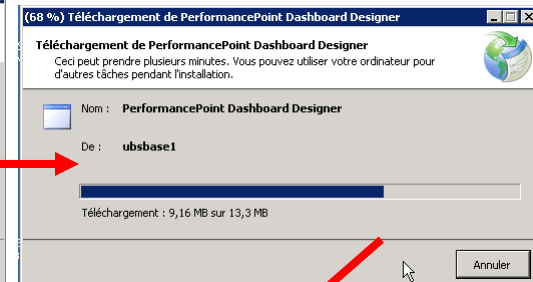 (68 %) Téléchargement de PerformancePoint Dashboard Designer
Téléchargement de PerformancePoint Dashboard Designer
Ceci peut prendre plusieurs minutes. Vous pouvez utiliser votre ordinateur pour
d'autres tâches pendant l'installation.
Nom : PerformancePoint Dashboard Designer
De : ubsbase1
Téléchargement : 9,16 MB sur 13,3 MB
Annuler